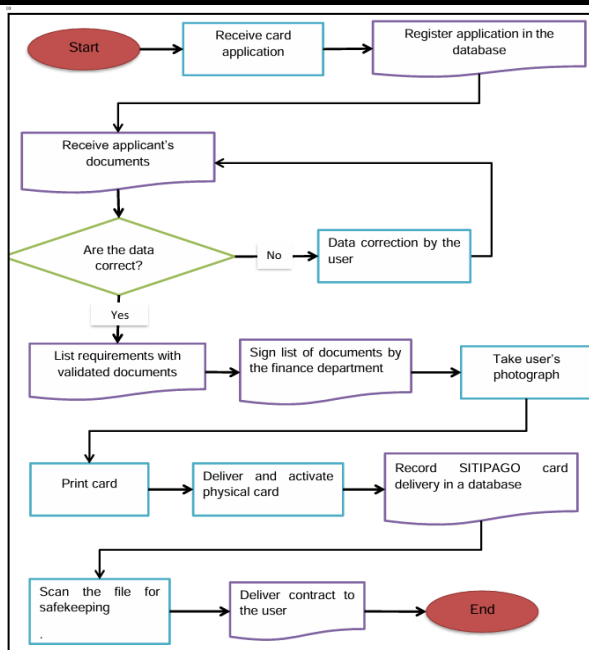 Start
Receive card
application
Register application in the
database
Receive applicant's
documents
Are the data
correct?
No
Data correction by the
user
Yes
List requirements with
validated documents
Sign list of documents by
the finance department
Take user's
photograph
Print card
Deliver and activate
physical card
Record SITIPAGO card
delivery in a database
Scan the file for
safekeeping
.
Deliver contract to
the user
End